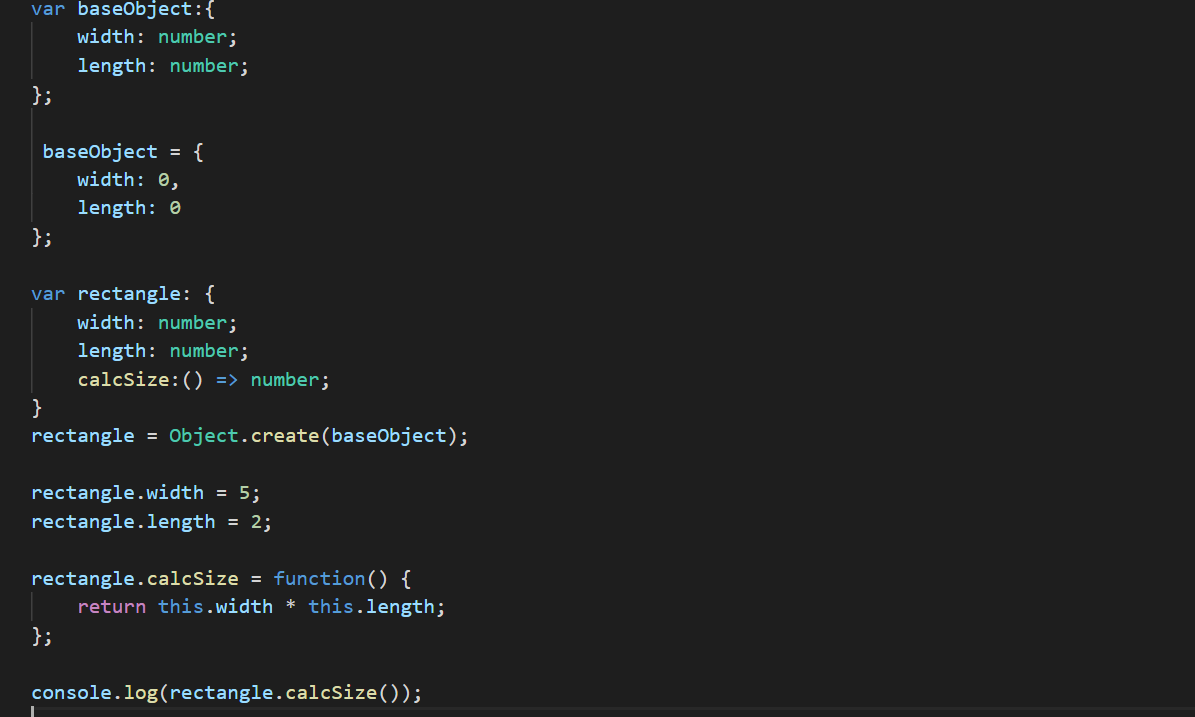 var baseObject:{
    width: number;
    length: number;
};
 baseObject = {
    width: 0,
    length: 0
};
var rectangle: {
    width: number;
    length: number;
    calcSize:() => number;
}
rectangle = Object.create(baseObject);
rectangle.width = 5;
rectangle.length = 2;
rectangle.calcSize = function() {
    return this.width * this.length;
};
console.log(rectangle.calcSize());